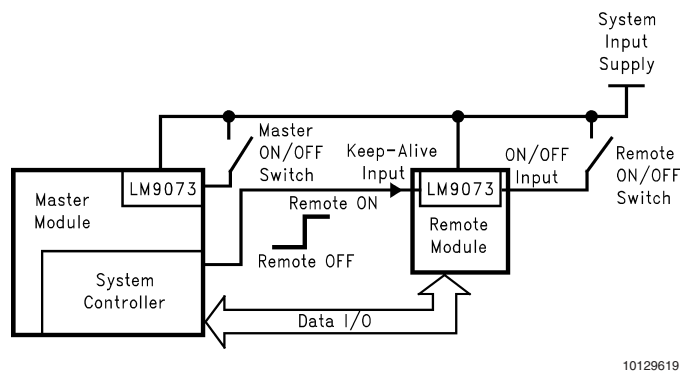 System
Input
Supply
Master
ON/OFF
Switch
Keep-Alive
Input
ON/OFF
Input
Remote
ON/OFF
Switch
LM9073
LM9073
Master
Module
Remote ON
Remote OFF
Remote
Module
System
Controller
Data I/O
10129619